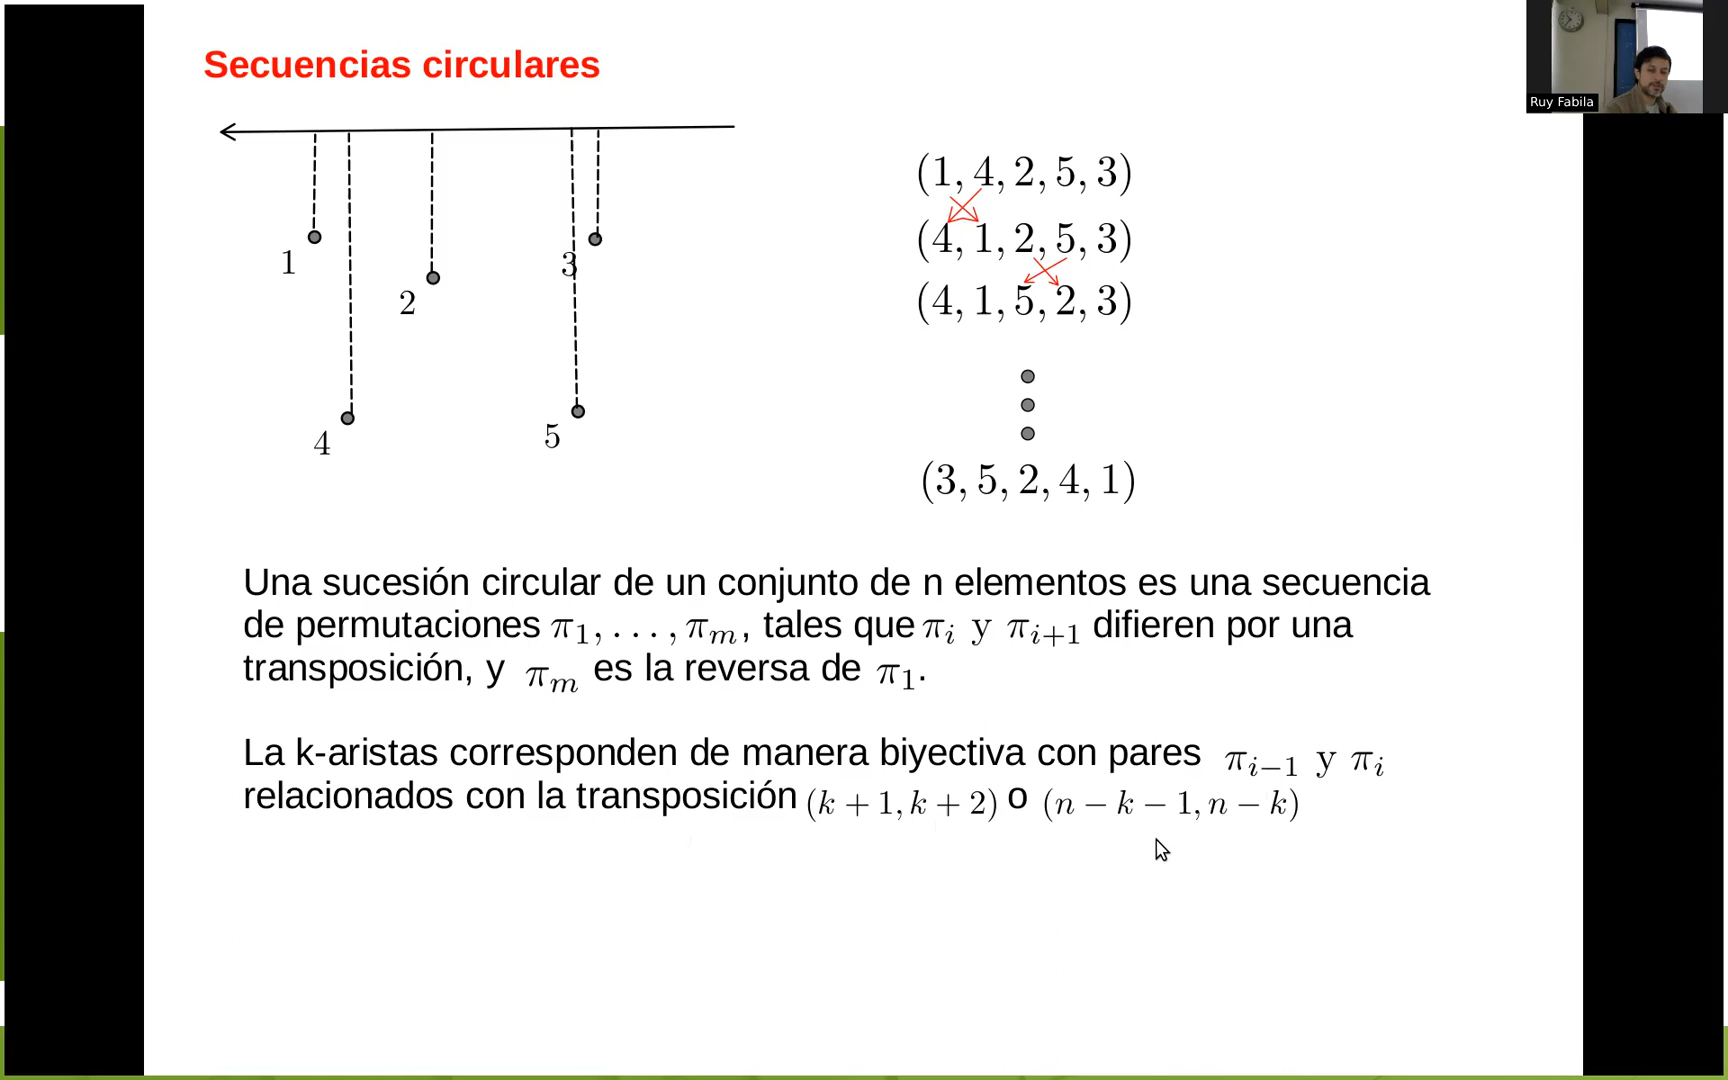 Secuencias circulares
Ruy Fabila
1
2
3
4
5
(1, 4, 2, 5, 3)
(4, 1, 2, 5, 3)
(4, 1, 5, 2, 3)
(3, 5, 2, 4, 1)
Una sucesión circular de un conjunto de n elementos es una secuencia
de permutaciones π₁, . . . , πₘ, tales que πᵢ y πᵢ₊₁ difieren por una
transposición, y πₘ es la reversa de π₁.
La k-aristas corresponden de manera biyectiva con pares πᵢ₋₁ y πᵢ
relacionados con la transposición (k + 1, k + 2) o (n − k − 1, n − k)